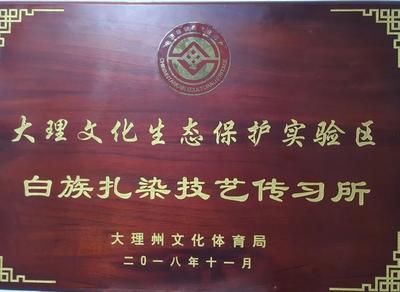 大理文化生态保护实验区
白族扎染技艺传习所
大理州文化体育局
二〇一八年十一月